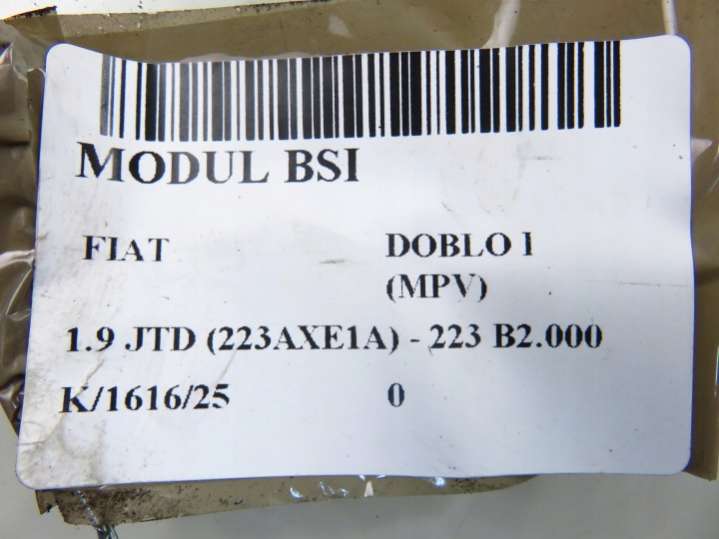 MODUL BSI
FIAT DOBLO I
(MPV)
1.9 JTD (223AXE1A) - 223 B2.000
K/1616/25 0